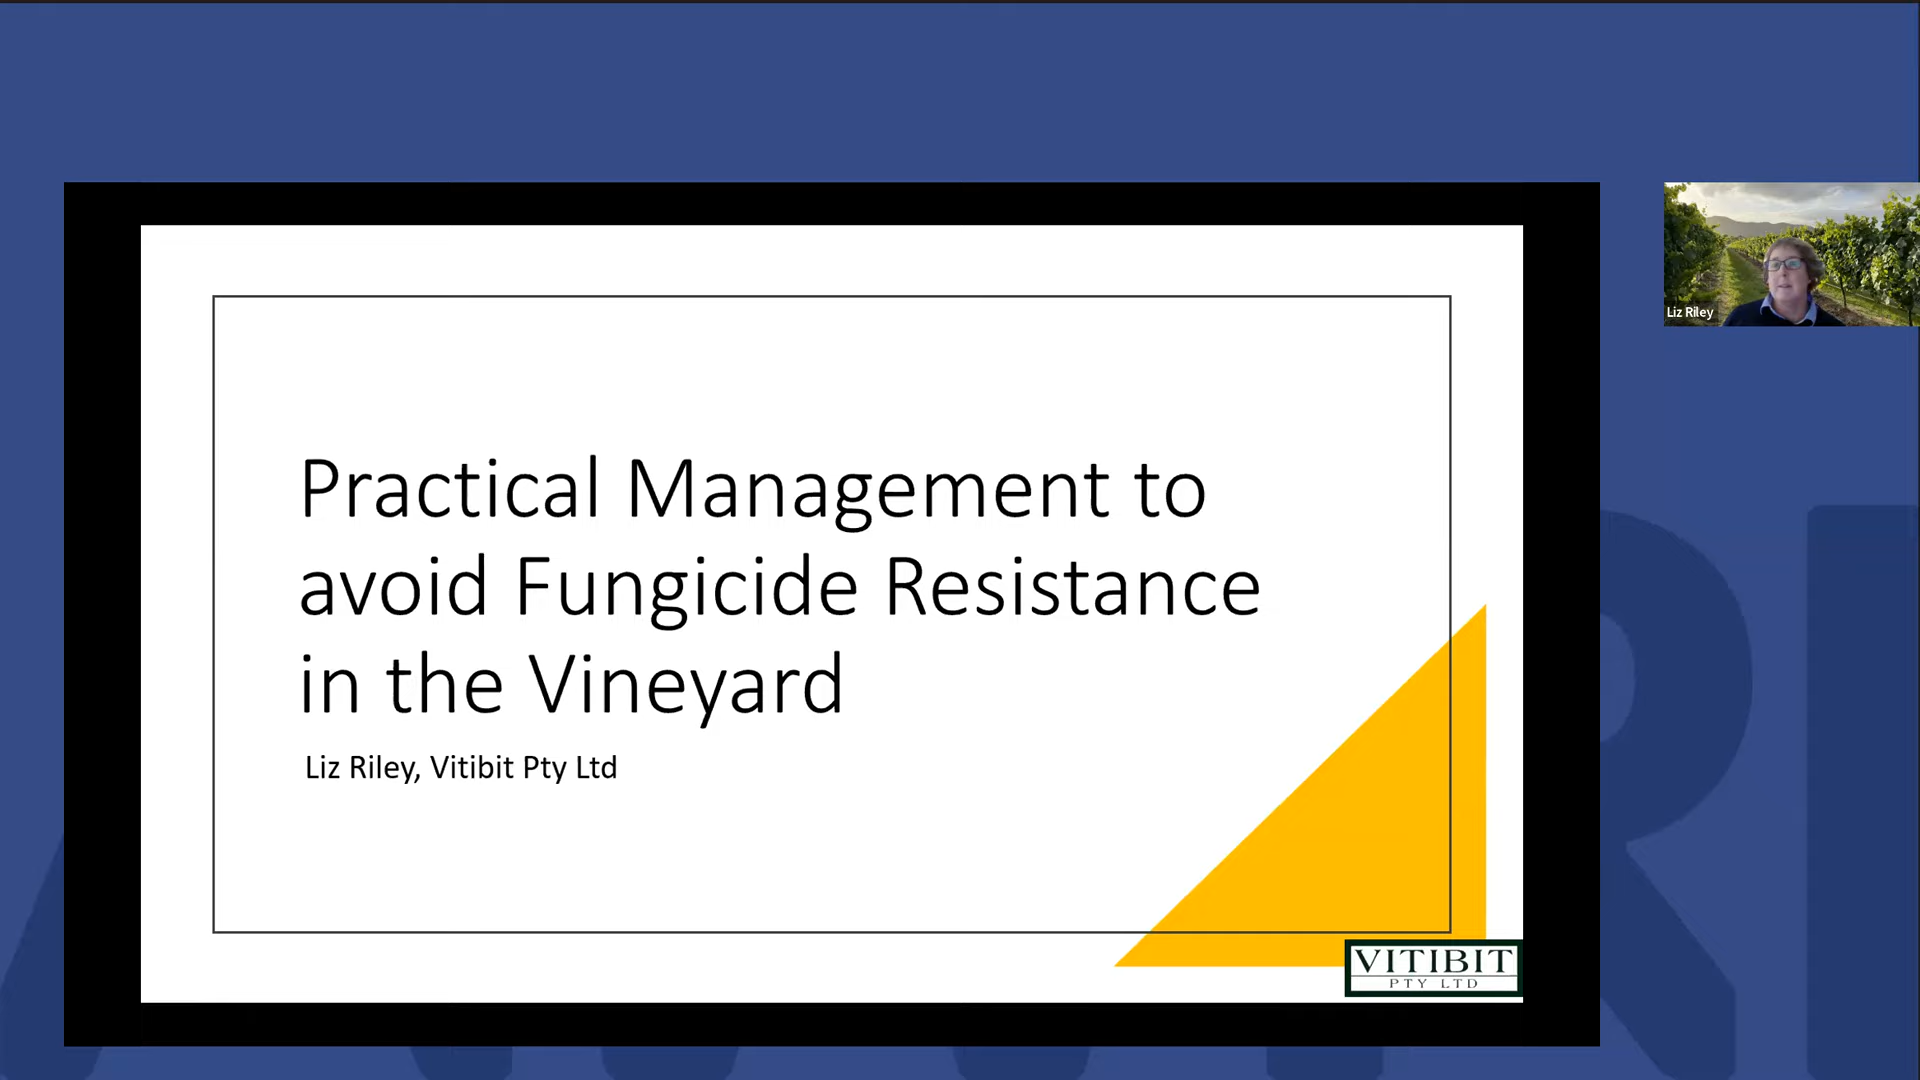 Practical Management to
avoid Fungicide Resistance
in the Vineyard
Liz Riley, Vitibit Pty Ltd
VITIBIT
PTY LTD
Liz Riley